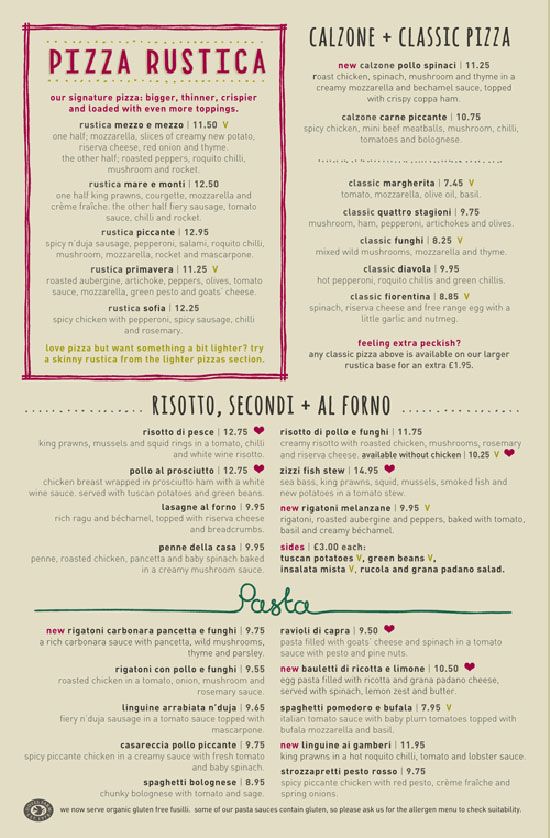 PIZZA RUSTICA
our signature pizza: bigger, thinner, crispier
and loaded with even more toppings.
rustica mezzo e mezzo | 11.50 V
one half; mozzarella, slices of creamy new potato,
riserva cheese, red onion and thyme.
the other half; roasted peppers, roquito chilli,
mushroom and rocket.
rustica mare e monti | 12.50
one half king prawns, courgette, mozzarella and
crème fraîche. the other half fiery sausage, tomato
sauce, chilli and rocket.
rustica piccante | 12.95
spicy n'duja sausage, pepperoni, salami, roquito chilli,
mushroom, mozzarella, rocket and mascarpone.
rustica primavera | 11.25 V
roasted aubergine, artichoke, peppers, olives, tomato
sauce, mozzarella, green pesto and goats' cheese.
rustica sofia | 12.25
spicy chicken with pepperoni, spicy sausage, chilli
and rosemary.
love pizza but want something a bit lighter? try
a skinny rustica from the lighter pizzas section.
CALZONE + CLASSIC PIZZA
new calzone pollo spinaci | 11.25
roast chicken, spinach, mushroom and thyme in a
creamy mozzarella and bechamel sauce, topped
with crispy coppa ham.
calzone carne piccante | 10.75
spicy chicken, mini beef meatballs, mushroom, chilli,
tomatoes and bolognese.
classic margherita | 7.45 V
tomato, mozzarella, olive oil, basil.
classic quattro stagioni | 9.75
mushroom, ham, pepperoni, artichokes and olives.
classic funghi | 8.25 V
mixed wild mushrooms, mozzarella and thyme.
classic diavola | 9.95
hot pepperoni, roquito chillis and green chillis.
classic fiorentina | 8.85 V
spinach, riserva cheese and free range egg with a
little garlic and nutmeg.
feeling extra peckish?
any classic pizza above is available on our larger
rustica base for an extra £1.95.
RISOTTO, SECONDI + AL FORNO
risotto di pesce | 12.75 ❤
king prawns, mussels and squid rings in a tomato, chilli
and white wine risotto.
pollo al prosciutto | 12.75 ❤
chicken breast wrapped in prosciutto ham with a white
wine sauce. served with tuscan potatoes and green beans.
lasagne al forno | 9.95
rich ragu and béchamel, topped with riserva cheese
and breadcrumbs.
penne della casa | 9.95
penne, roasted chicken, pancetta and baby spinach baked
in a creamy mushroom sauce.
risotto di pollo e funghi | 11.75
creamy risotto with roasted chicken, mushrooms, rosemary
and riserva cheese. available without chicken | 10.25 V ❤
zizzi fish stew | 14.95 ❤
sea bass, king prawns, squid, mussels, smoked fish and
new potatoes in a tomato stew.
new rigatoni melanzane | 9.95 V
rigatoni, roasted aubergine and peppers, baked with tomato,
basil and creamy béchamel.
sides | £3.00 each:
tuscan potatoes V, green beans V,
insalata mista V, rucola and grana padano salad.
Pasta
new rigatoni carbonara pancetta e funghi | 9.75
a rich carbonara sauce with pancetta, wild mushrooms,
thyme and parsley.
rigatoni con pollo e funghi | 9.55
roasted chicken in a tomato, onion, mushroom and
rosemary sauce.
linguine arrabiata n'duja | 9.65
fiery n'duja sausage in a tomato sauce topped with
mascarpone.
casareccia pollo piccante | 9.75
spicy piccante chicken in a creamy sauce with fresh tomato
and baby spinach.
spaghetti bolognese | 8.95
chunky bolognese with tomato and sage.
ravioli di capra | 9.50 ❤
pasta filled with goats' cheese and spinach in a tomato
sauce with pesto and pine nuts.
new bauletti di ricotta e limone | 10.50 ❤
egg pasta filled with ricotta and grana padano cheese,
served with spinach, lemon zest and butter.
spaghetti pomodoro e bufala | 7.95 V
italian tomato sauce with baby plum tomatoes topped with
bufala mozzarella and basil.
new linguine ai gamberi | 11.95
king prawns in a hot roquito chilli, tomato and lobster sauce.
strozzapretti pesto rosso | 9.75
spicy piccante chicken with red pesto, crème fraîche and
spring onions.
we now serve organic gluten free fusilli. some of our pasta sauces contain gluten, so please ask us for the allergen menu to check suitability.